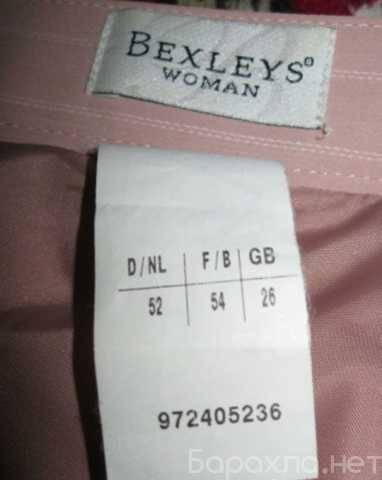 BEXLEYS®
WOMAN
D/NL F/B GB
52 54 26
972405236
Барахла.нет